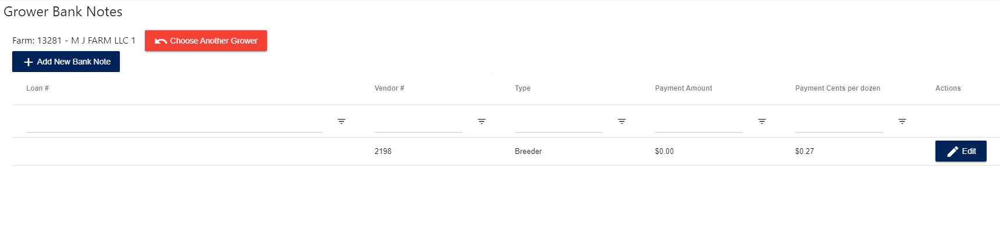 Grower Bank Notes
Farm: 13281 - M J FARM LLC 1 Choose Another Grower
Add New Bank Note
Loan # Vendor # Type Payment Amount Payment Cents per dozen Actions
2198 Breeder $0.00 $0.27 Edit